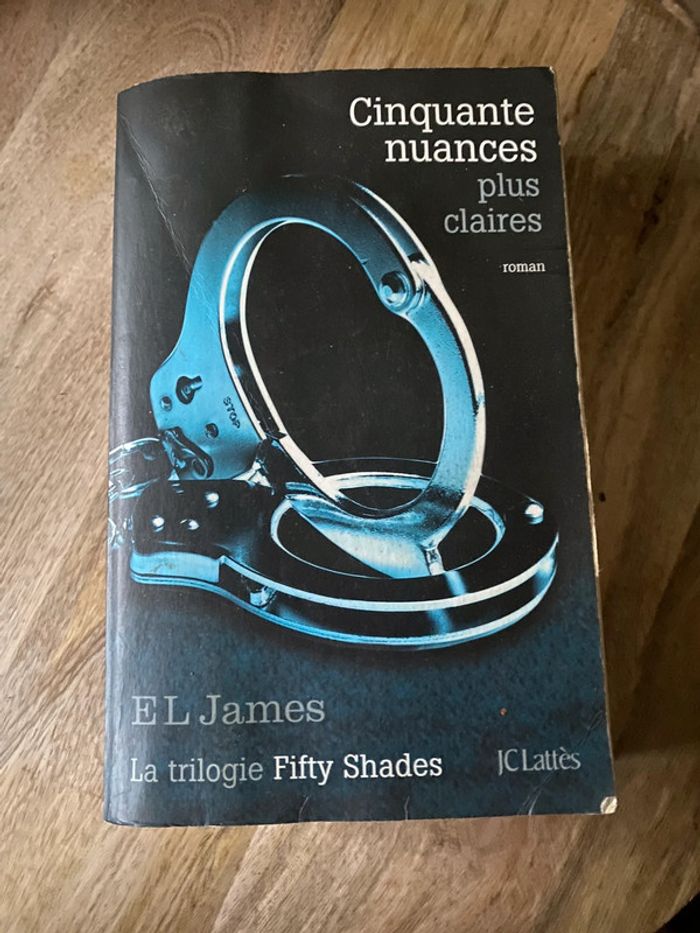 Cinquante
nuances
plus
claires
roman
STOP
E L James
La trilogie Fifty Shades
JC Lattès